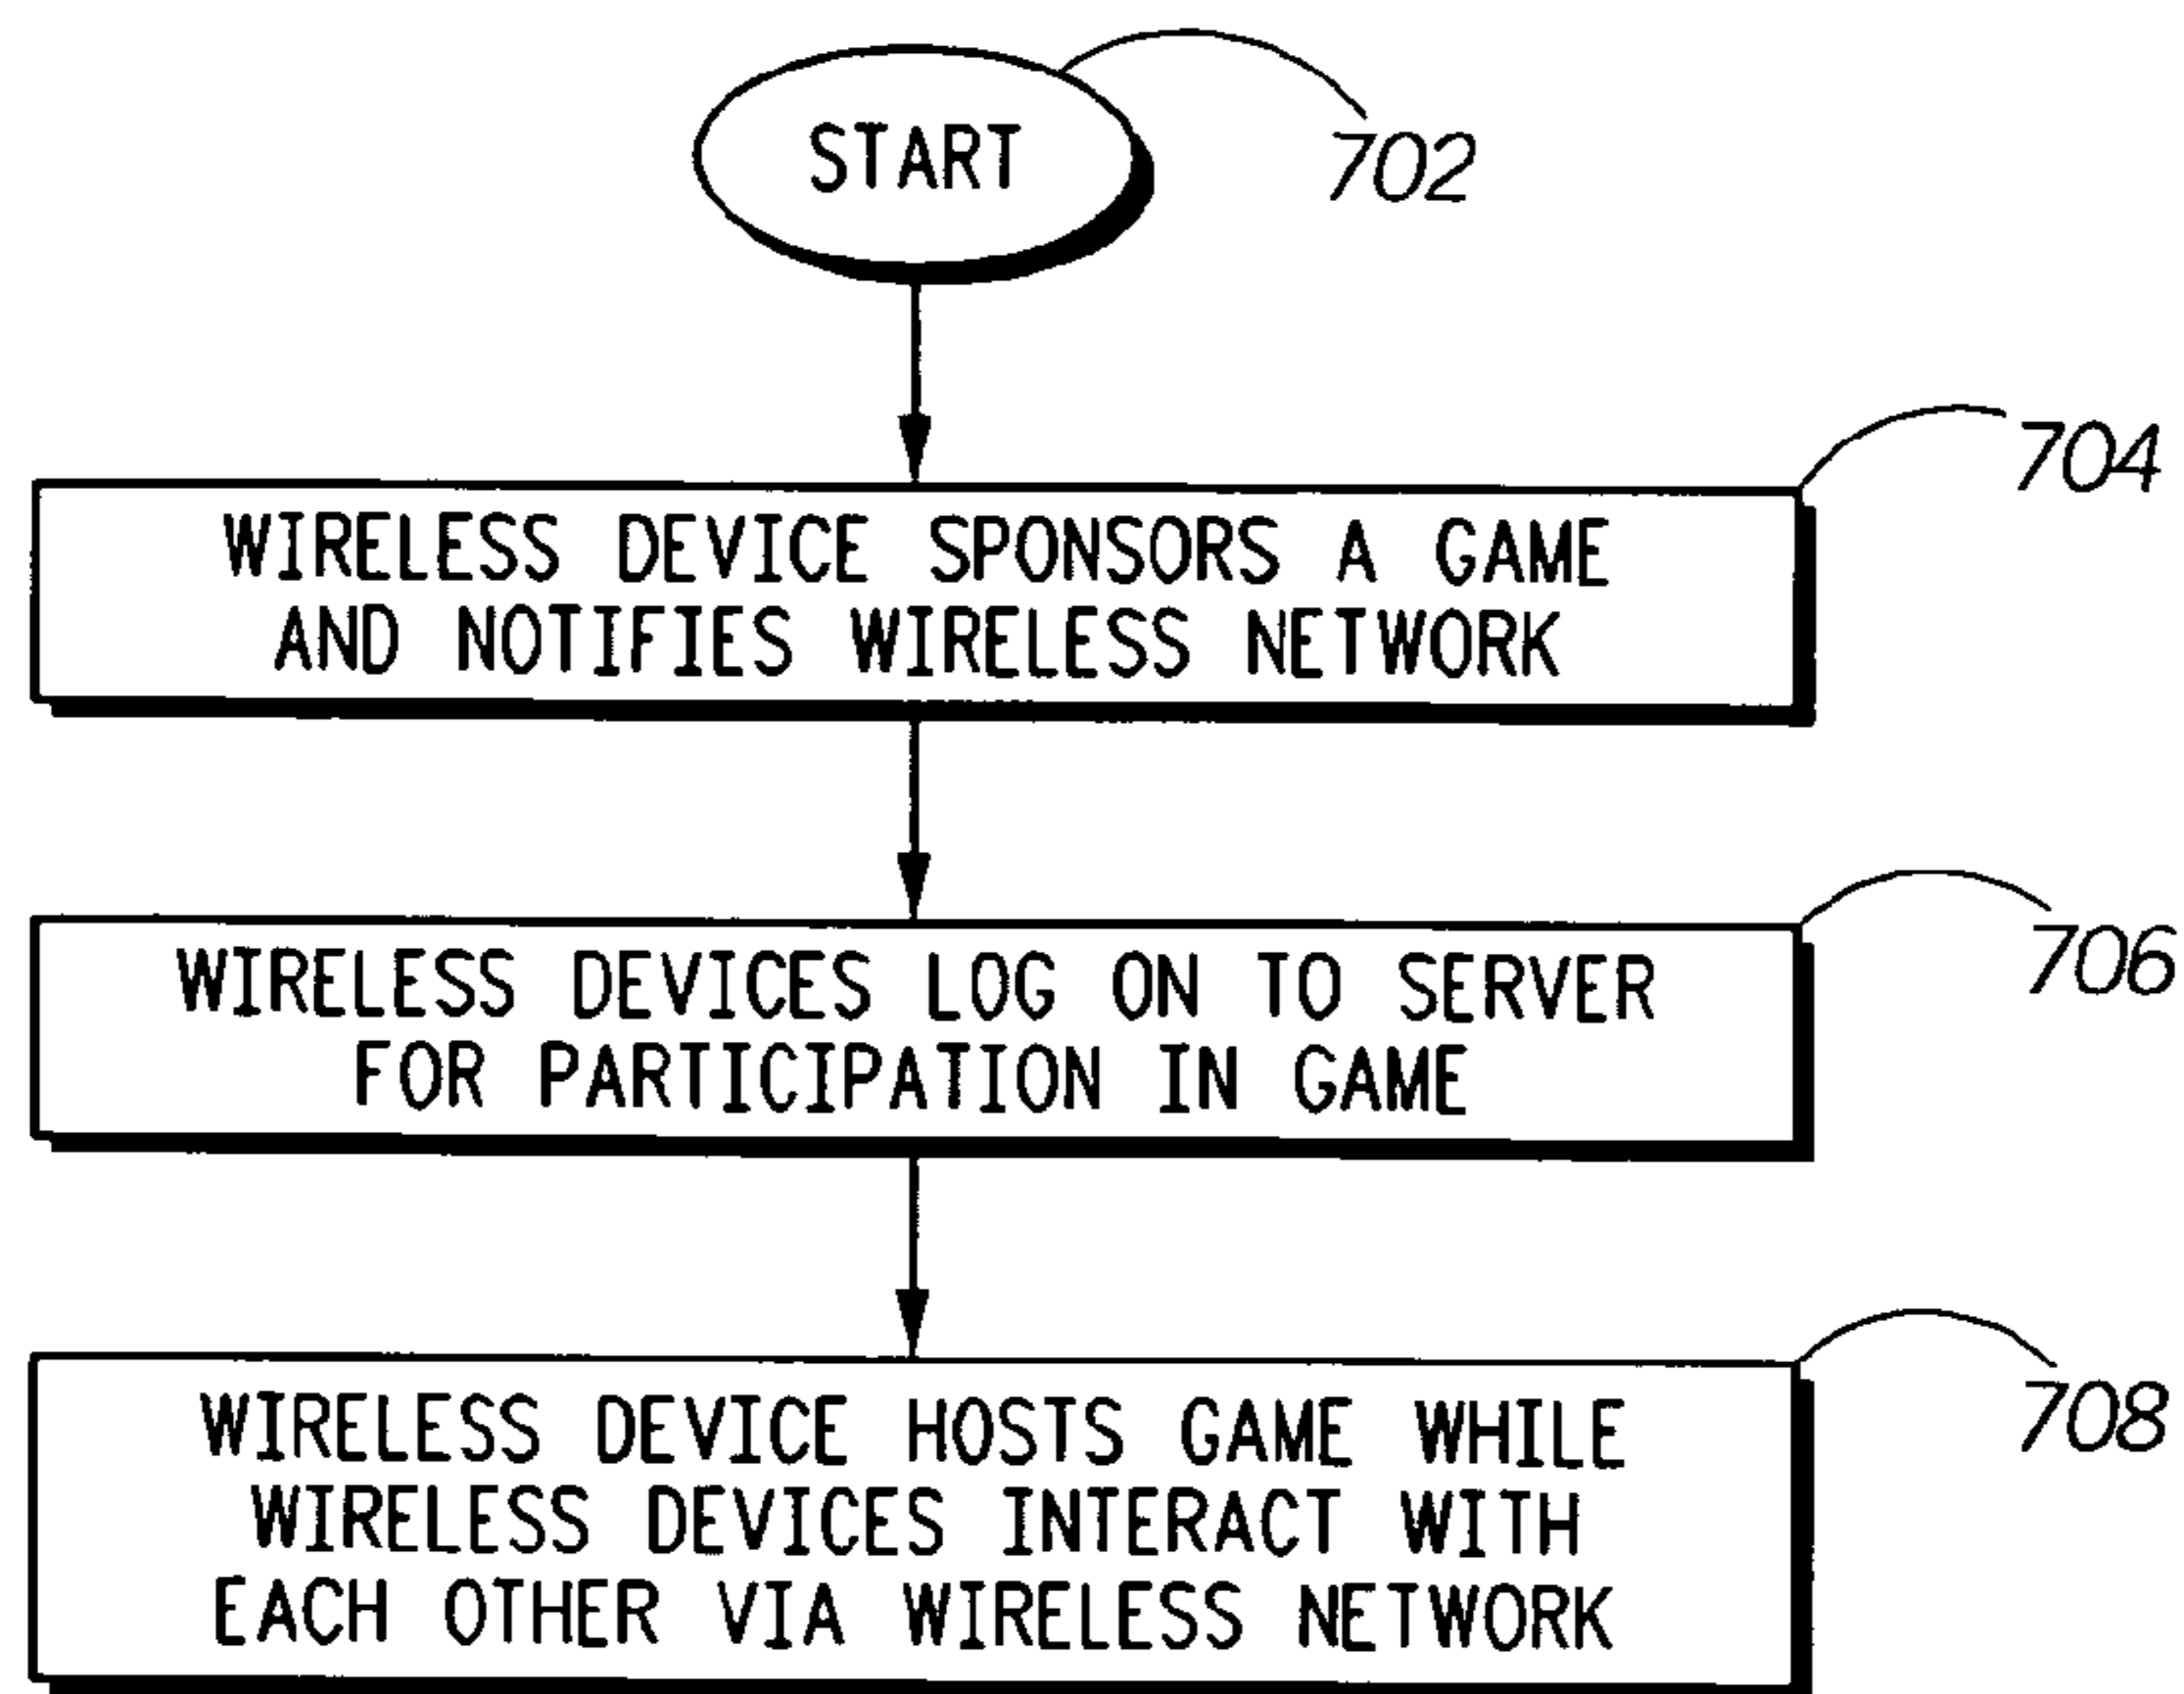 START
702
704
WIRELESS DEVICE SPONSORS A GAME
AND NOTIFIES WIRELESS NETWORK
706
WIRELESS DEVICES LOG ON TO SERVER
FOR PARTICIPATION IN GAME
708
WIRELESS DEVICE HOSTS GAME WHILE
WIRELESS DEVICES INTERACT WITH
EACH OTHER VIA WIRELESS NETWORK